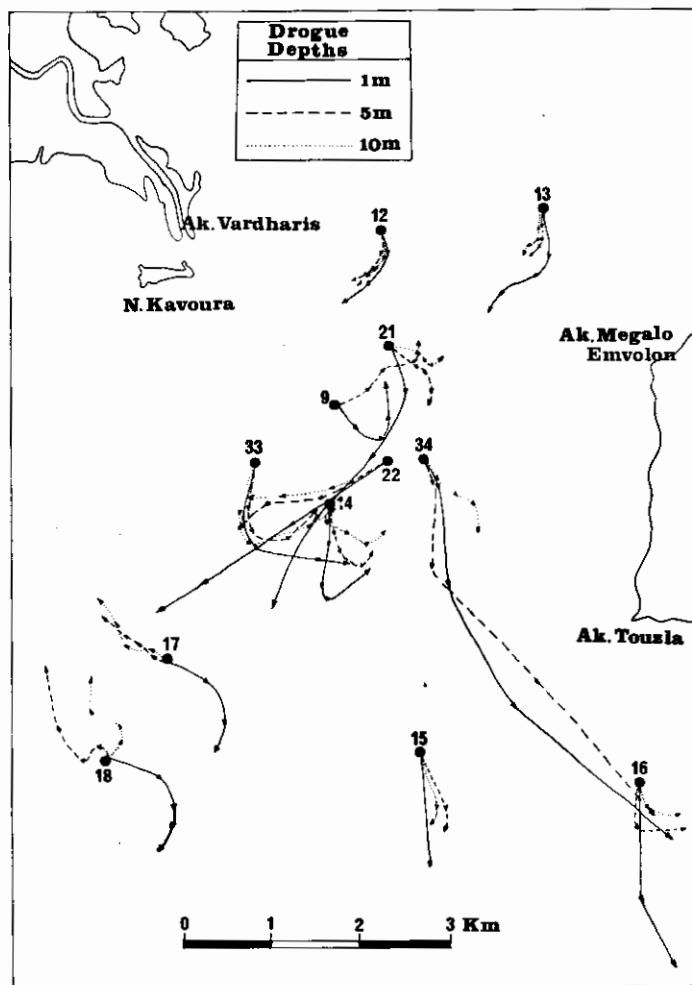 Drogue
Depths
1m
5m
10m
Ak. Vardharis
N. Kavoura
12
13
Ak. Megalo
Emvolon
21
9
33
22
34
14
Ak. Touzla
17
18
15
16
0 1 2 3 Km